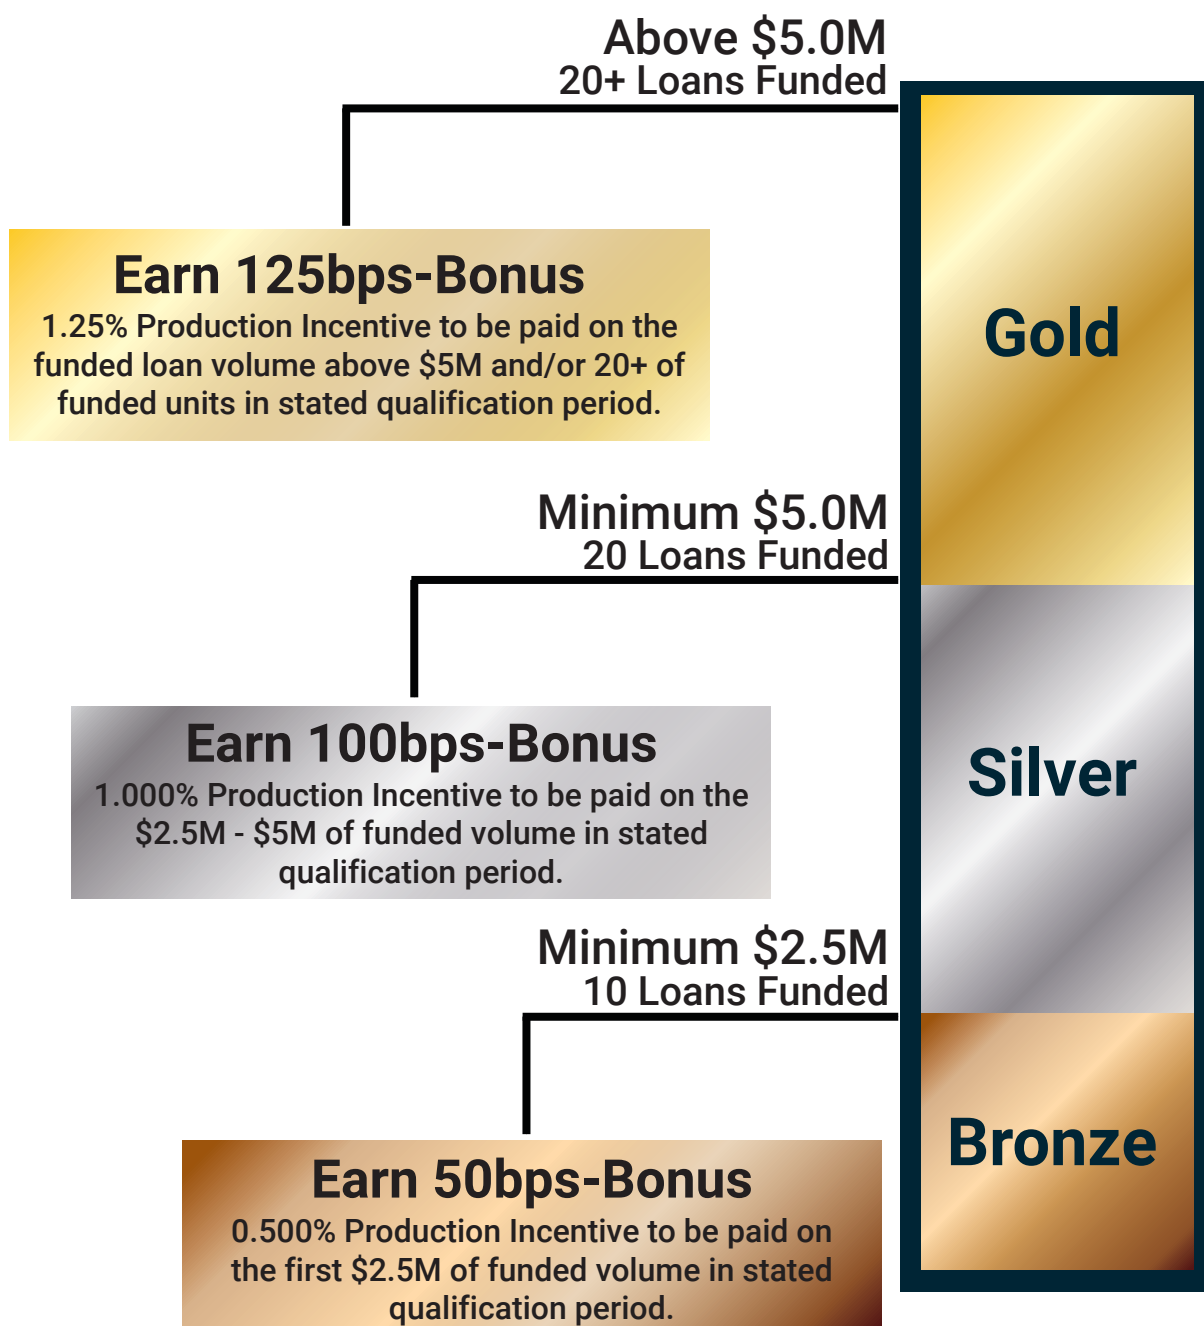 Above $5.0M
20+ Loans Funded
Earn 125bps-Bonus
1.25% Production Incentive to be paid on the
funded loan volume above $5M and/or 20+ of
funded units in stated qualification period.
Gold
Minimum $5.0M
20 Loans Funded
Earn 100bps-Bonus
1.000% Production Incentive to be paid on the
$2.5M - $5M of funded volume in stated
qualification period.
Silver
Minimum $2.5M
10 Loans Funded
Earn 50bps-Bonus
0.500% Production Incentive to be paid on
the first $2.5M of funded volume in stated
qualification period.
Bronze